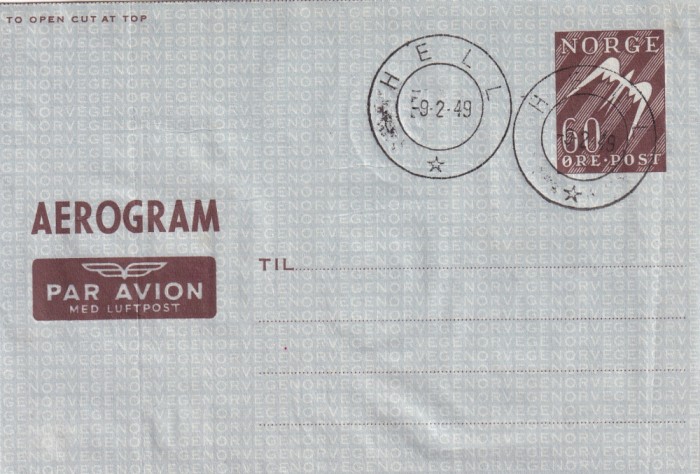 TO OPEN CUT AT TOP
NORGE
HELL
9·2·49
60
ØRE·POST
AEROGRAM
PAR AVION
MED LUFTPOST
TIL